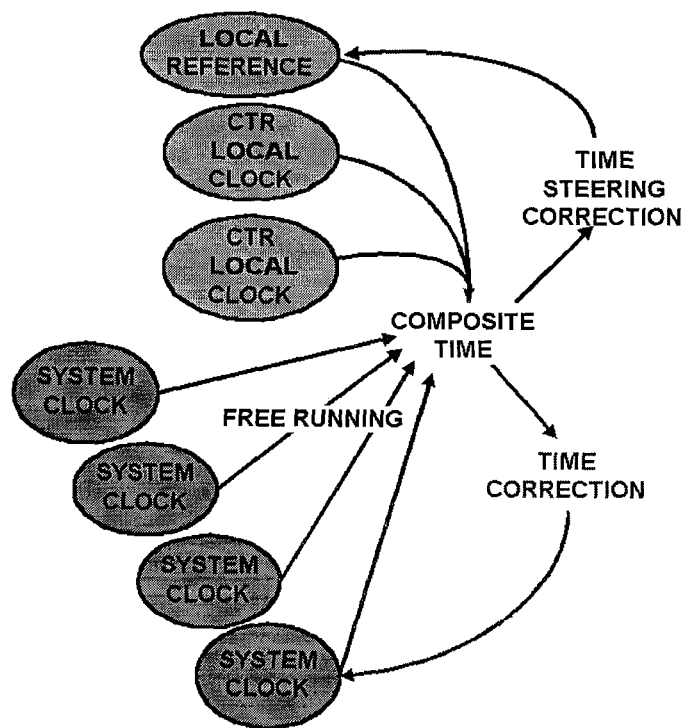 LOCAL
REFERENCE
CTR
LOCAL
CLOCK
CTR
LOCAL
CLOCK
TIME
STEERING
CORRECTION
COMPOSITE
TIME
SYSTEM
CLOCK
FREE RUNNING
SYSTEM
CLOCK
TIME
CORRECTION
SYSTEM
CLOCK
SYSTEM
CLOCK